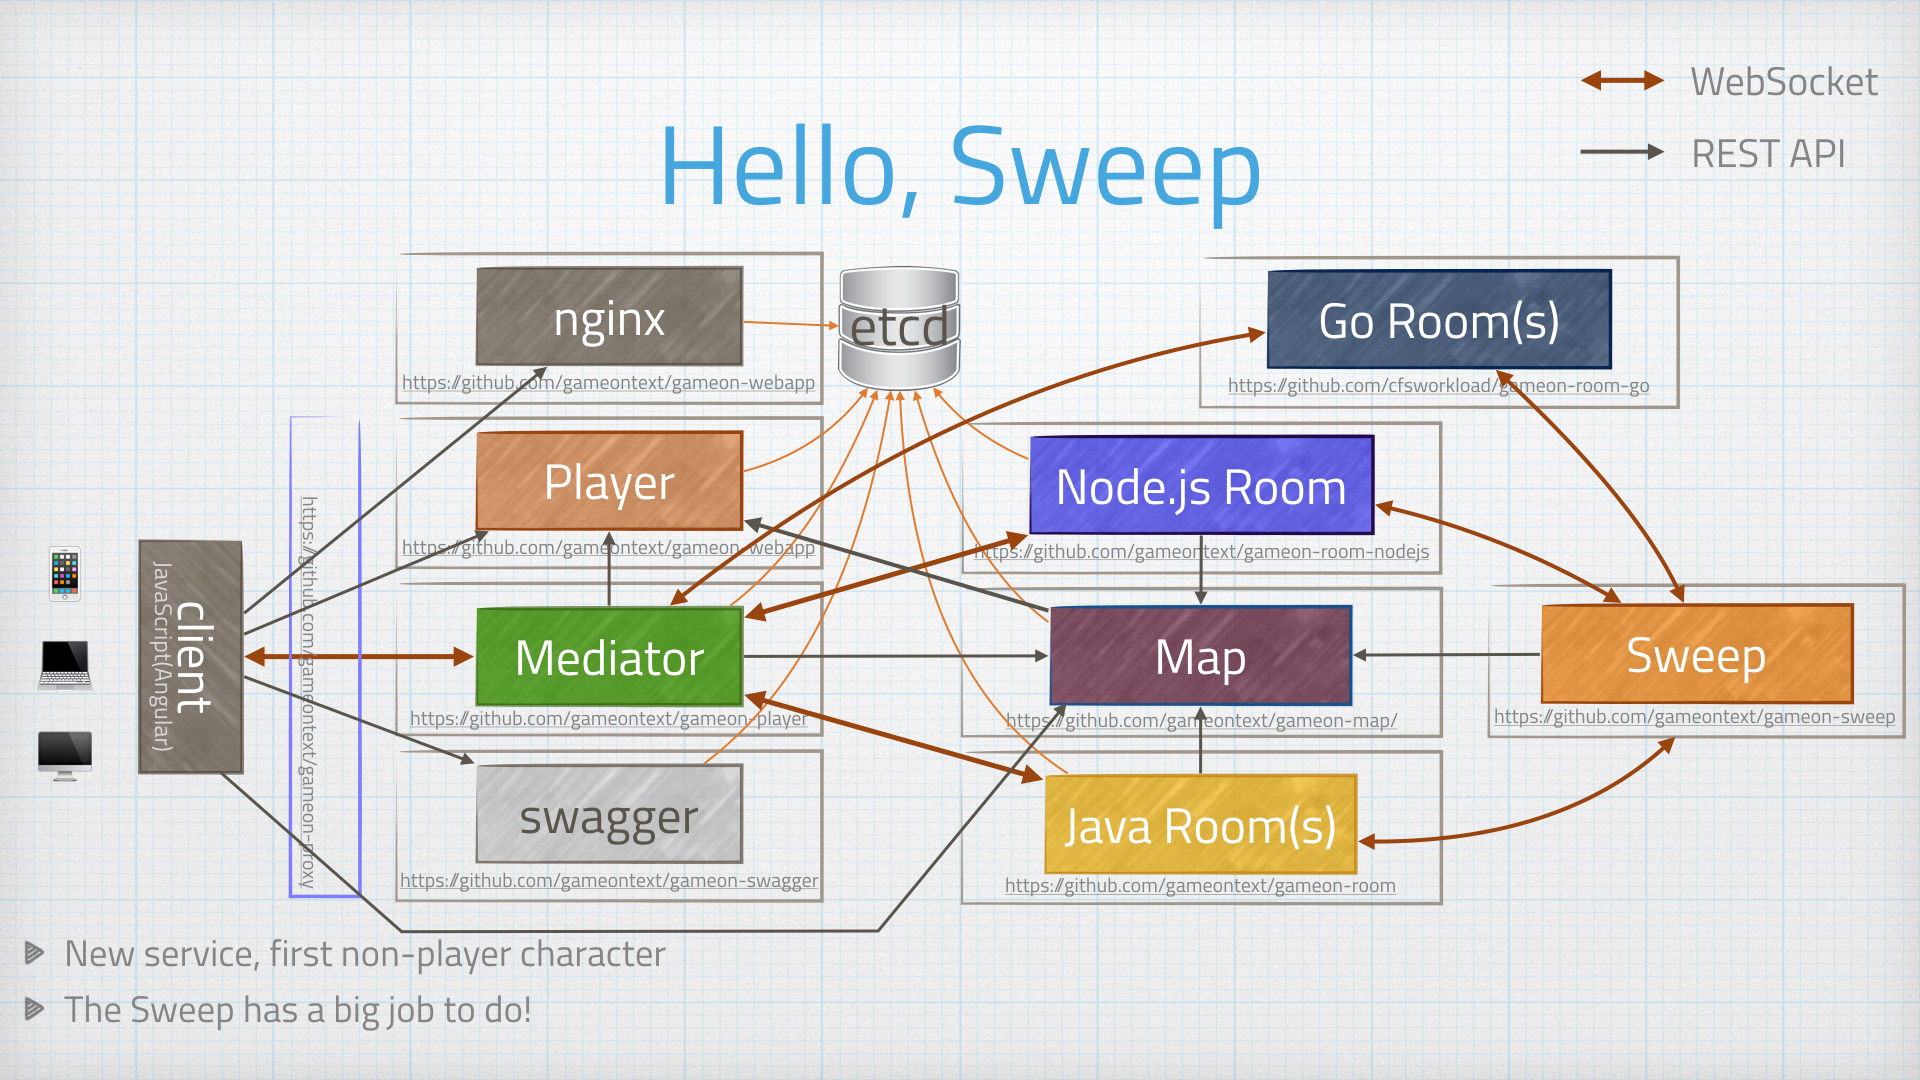 WebSocket
REST API
Hello, Sweep
nginx
https://github.com/gameontext/gameon-webapp
etcd
Go Room(s)
https://github.com/cfsworkload/gameon-room-go
Player
https://github.com/gameontext/gameon-webapp
Node.js Room
https://github.com/gameontext/gameon-room-nodejs
client
JavaScript(Angular)
https://github.com/gameontext/gameon-proxy
Mediator
https://github.com/gameontext/gameon-player
Map
https://github.com/gameontext/gameon-map/
Sweep
https://github.com/gameontext/gameon-sweep
swagger
https://github.com/gameontext/gameon-swagger
Java Room(s)
https://github.com/gameontext/gameon-room
New service, first non-player character
The Sweep has a big job to do!